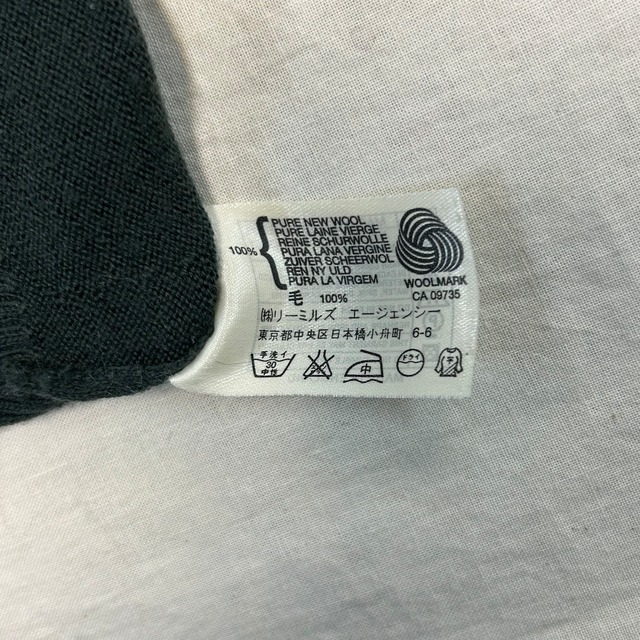 100%
PURE NEW WOOL
PURE LAINE VIERGE
REINE SCHURWOLLE
PURA LANA VERGINE
ZUIVER SCHEERWOL
REN NY ULD
PURA LA VIRGEM
WOOLMARK
CA 09735
毛 100%
㈱リーミルズ エージェンシー
東京都中央区日本橋小舟町 6-6
手洗イ
30
中性
中
ドライ